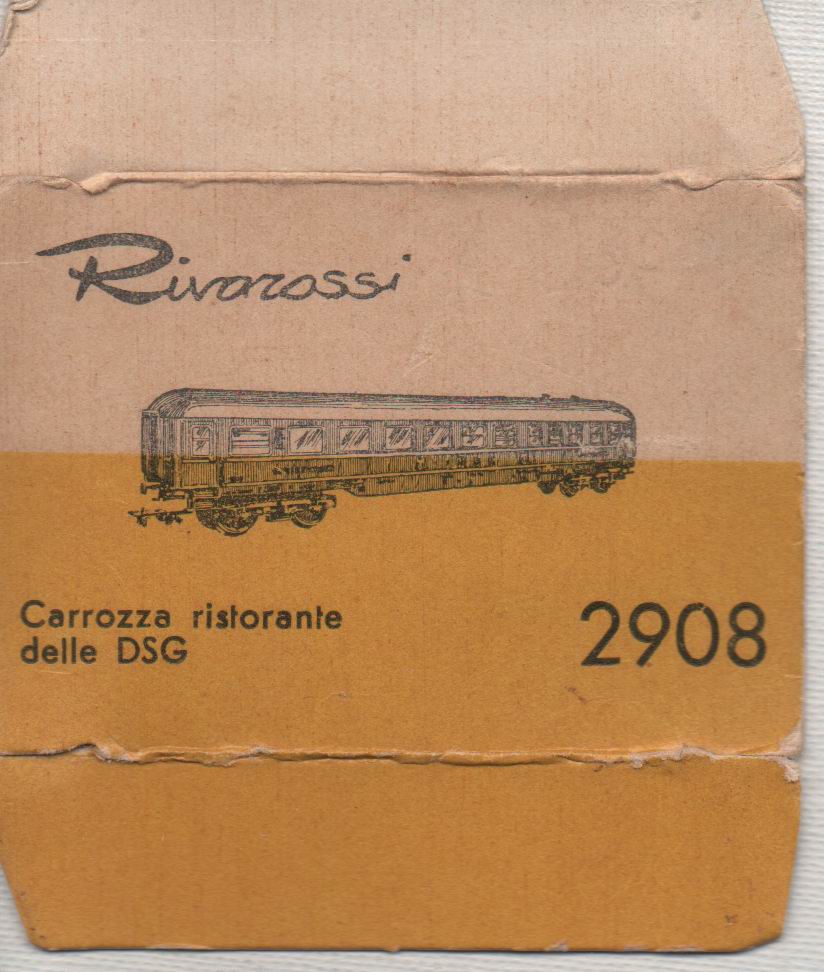 Rivarossi
Carrozza ristorante
delle DSG
2908